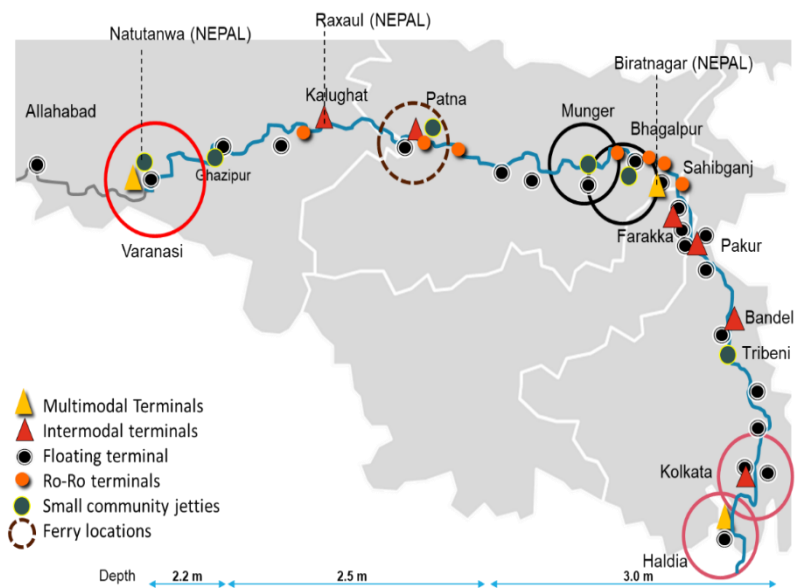 Natutanwa (NEPAL)
Raxaul (NEPAL)
Biratnagar (NEPAL)
Allahabad
Kalughat
Patna
Munger
Bhagalpur
Ghazipur
Sahibganj
Varanasi
Farakka
Pakur
Bandel
Tribeni
Multimodal Terminals
Intermodal terminals
Floating terminal
Ro-Ro terminals
Small community jetties
Ferry locations
Kolkata
Haldia
Depth 2.2 m 2.5 m 3.0 m